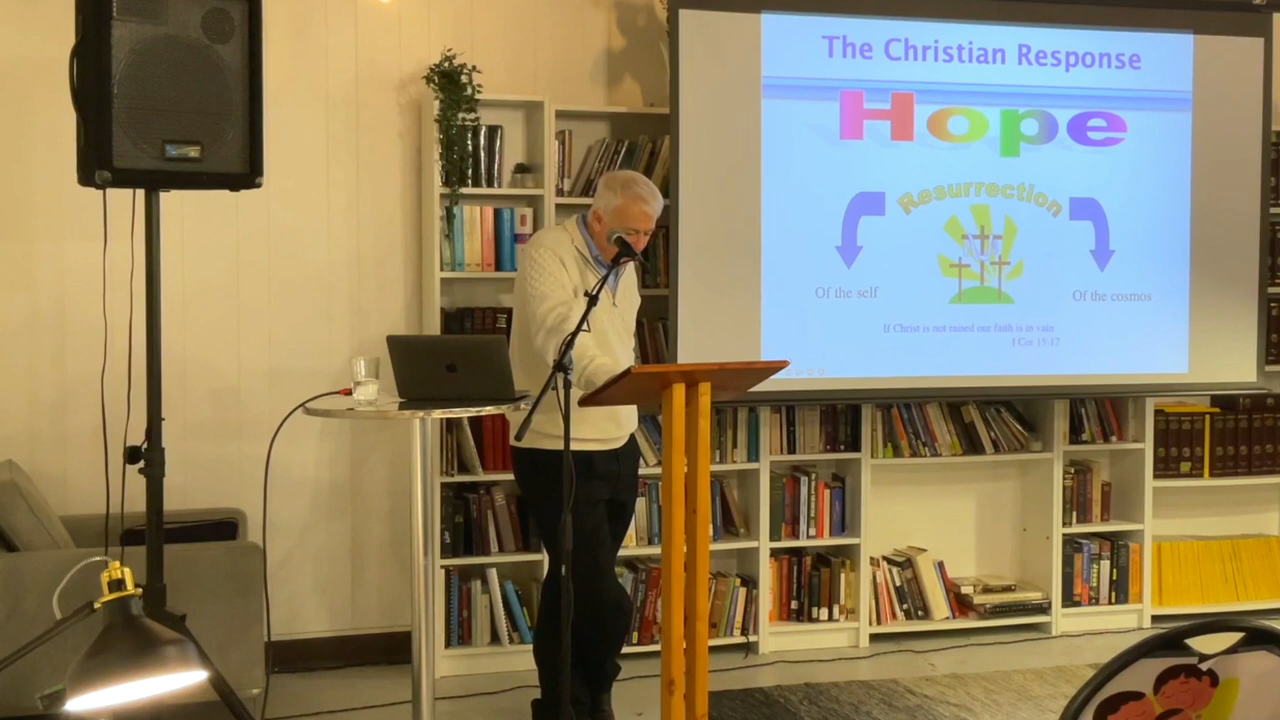 The Christian Response
Hope
Resurrection
Of the self
Of the cosmos
If Christ is not raised our faith is in vain
I Cor 15:17